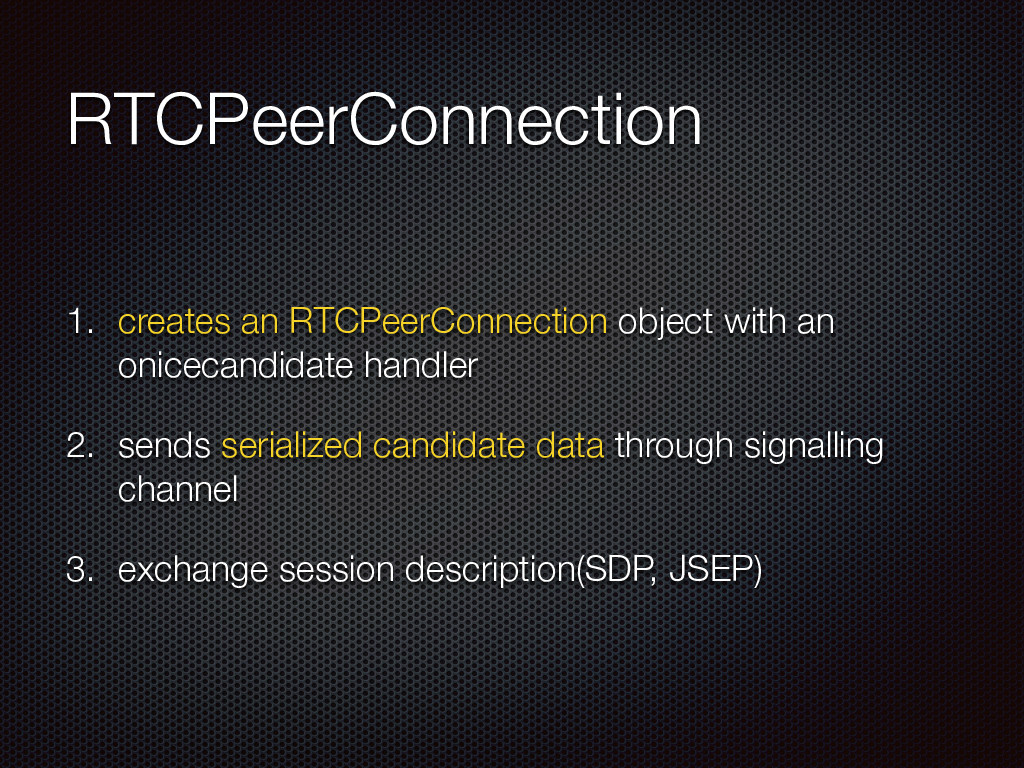 RTCPeerConnection
1. creates an RTCPeerConnection object with an
onicecandidate handler
2. sends serialized candidate data through signalling
channel
3. exchange session description(SDP, JSEP)